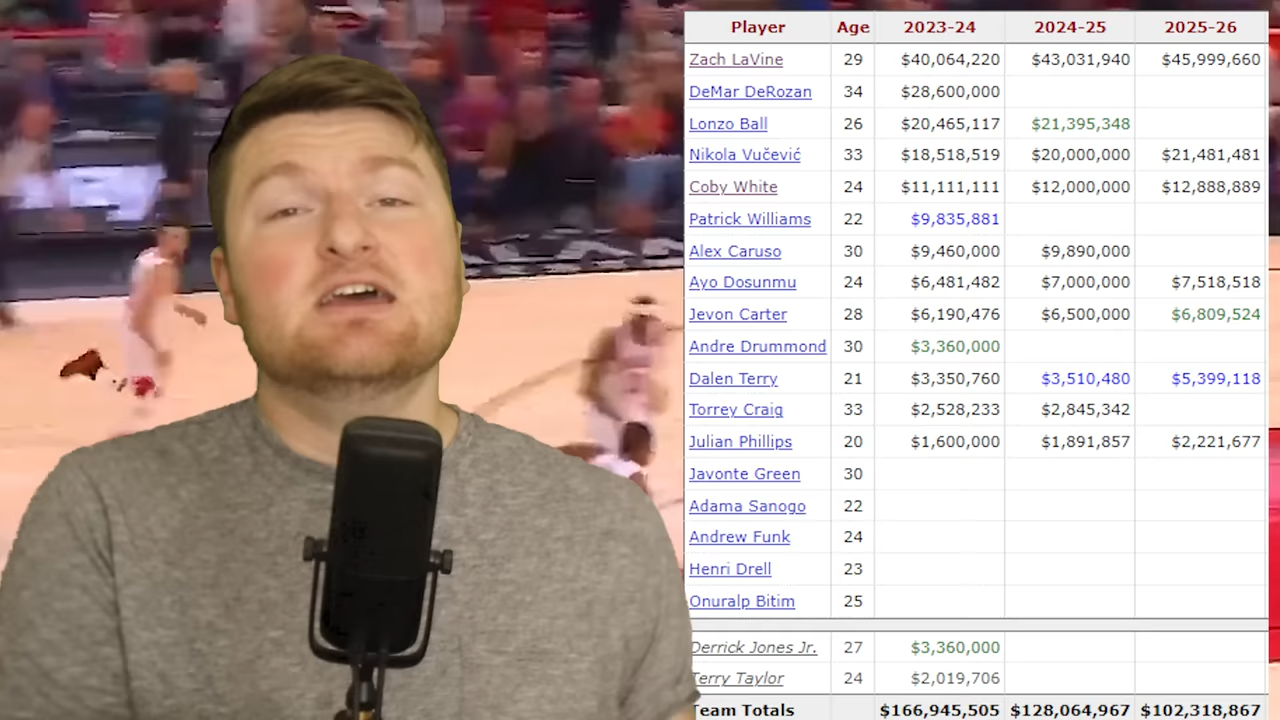 Player Age 2023-24 2024-25 2025-26
Zach LaVine 29 $40,064,220 $43,031,940 $45,999,660
DeMar DeRozan 34 $28,600,000
Lonzo Ball 26 $20,465,117 $21,395,348
Nikola Vučević 33 $18,518,519 $20,000,000 $21,481,481
Coby White 24 $11,111,111 $12,000,000 $12,888,889
Patrick Williams 22 $9,835,881
Alex Caruso 30 $9,460,000 $9,890,000
Ayo Dosunmu 24 $6,481,482 $7,000,000 $7,518,518
Jevon Carter 28 $6,190,476 $6,500,000 $6,809,524
Andre Drummond 30 $3,360,000
Dalen Terry 21 $3,350,760 $3,510,480 $5,399,118
Torrey Craig 33 $2,528,233 $2,845,342
Julian Phillips 20 $1,600,000 $1,891,857 $2,221,677
Javonte Green 30
Adama Sanogo 22
Andrew Funk 24
Henri Drell 23
Onuralp Bitim 25
Derrick Jones Jr. 27 $3,360,000
Terry Taylor 24 $2,019,706
Team Totals $166,945,505 $128,064,967 $102,318,867